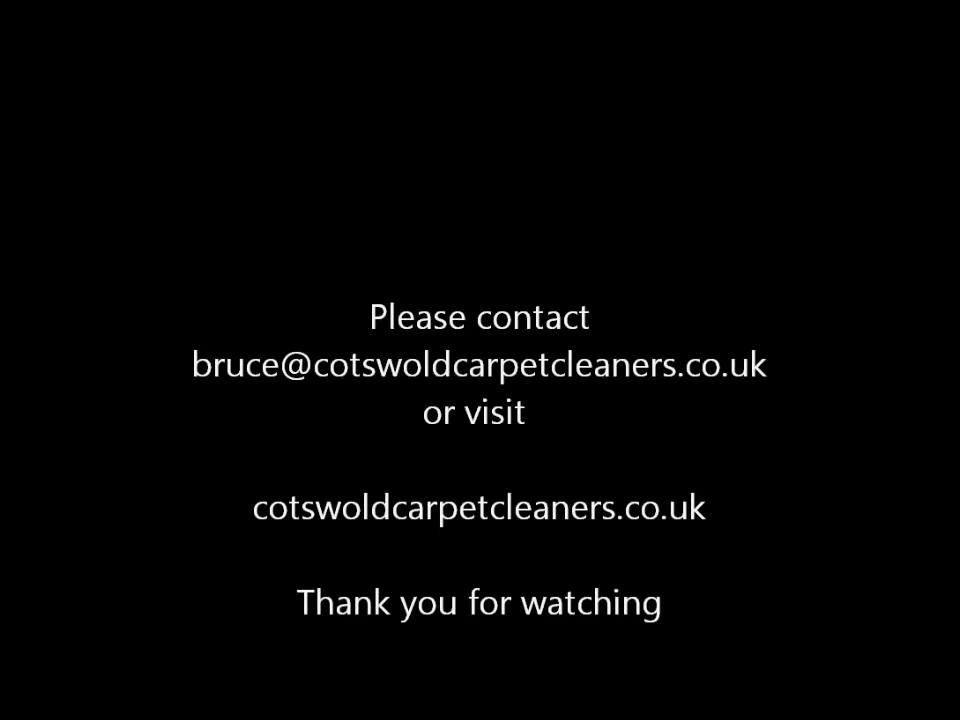 Please contact
bruce@cotswoldcarpetcleaners.co.uk
or visit
cotswoldcarpetcleaners.co.uk
Thank you for watching